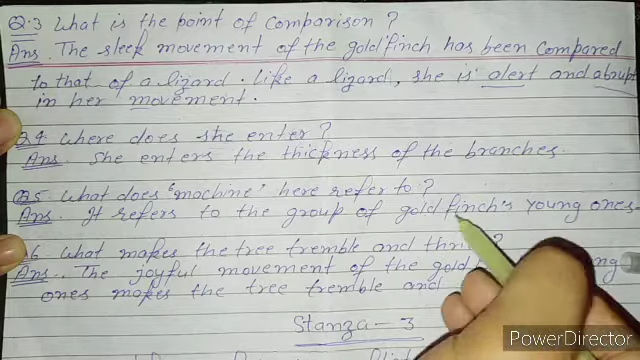 Q.3 What is the point of Comparison ?
Ans. The sleek movement of the goldfinch has been Compared
to that of a lizard. Like a lizard, she is alert and abrupt
in her movement.
Q4 Where does she enter ?
Ans. She enters the thickness of the branches.
Q5 What does "machine" here refer to ?
Ans. It refers to the group of goldfinch's young ones
6 What makes the tree tremble and ?
Ans. The joyful movement of the
ones makes the tree tremble and
Stanza - 3
PowerDirector